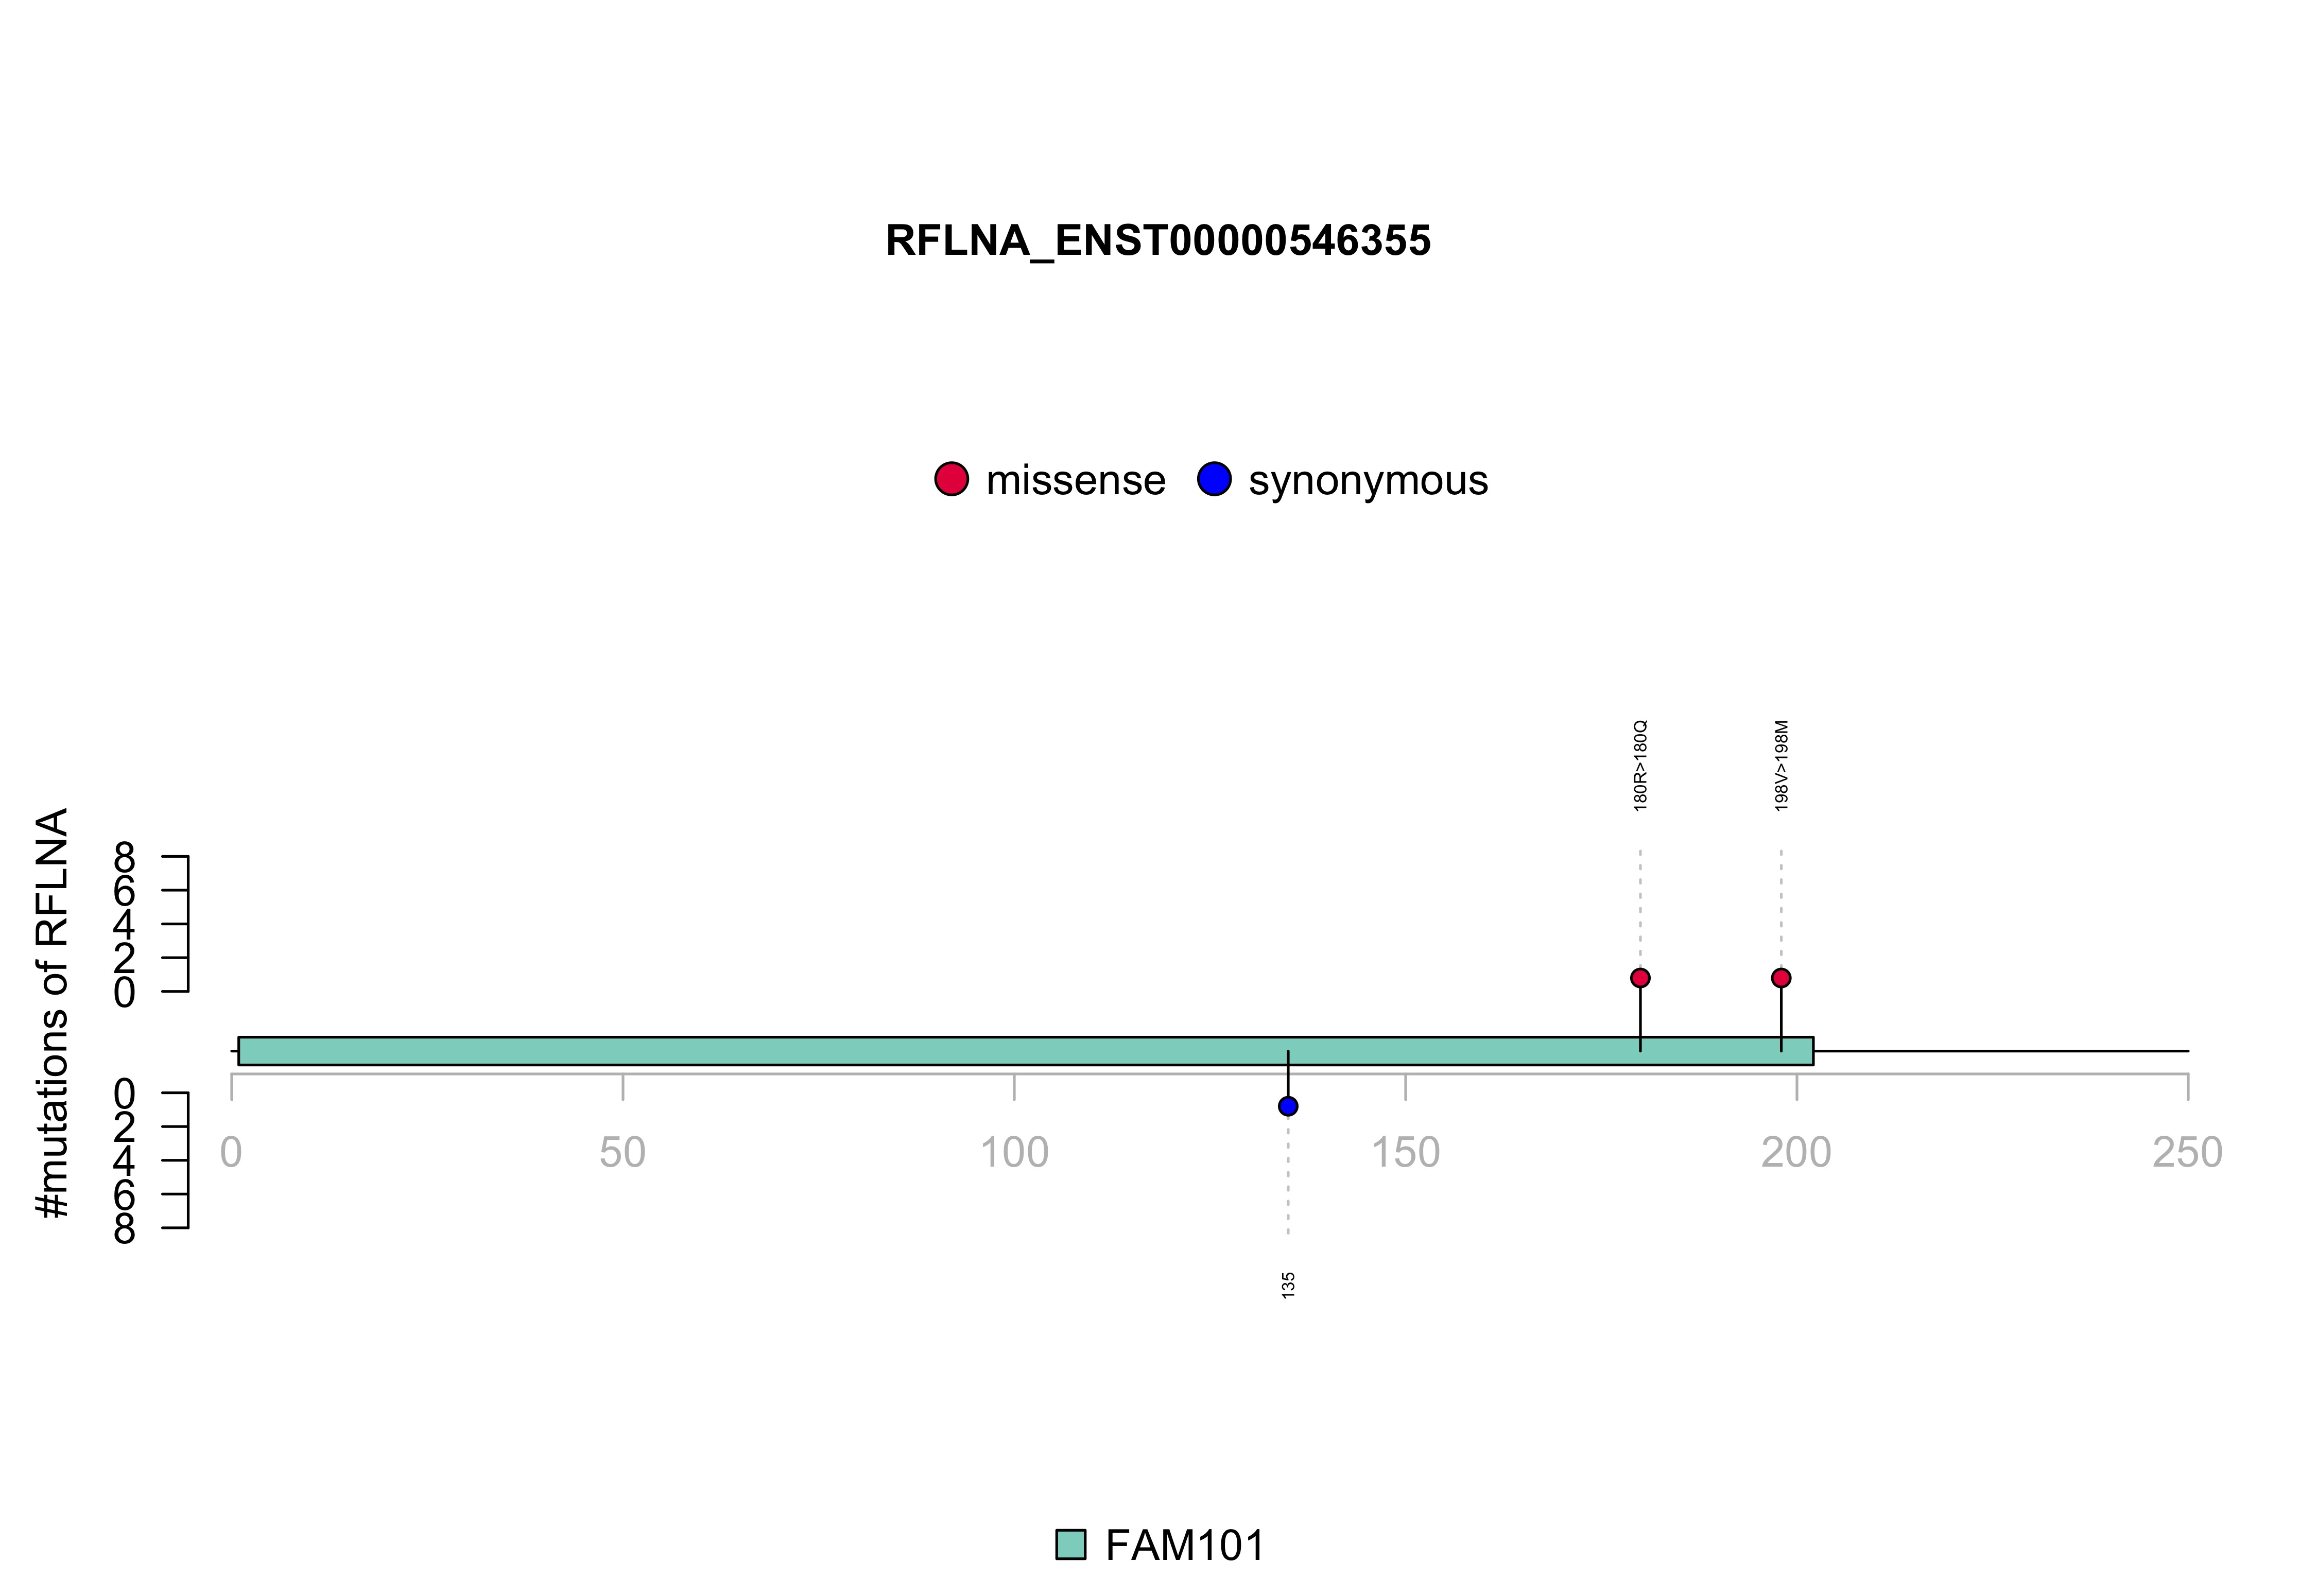 RFLNA_ENST00000546355
missense synonymous
180R>180Q
198V>198M
#mutations of RFLNA
8
6
4
2
0
0
2
4
6
8
0 50 100 150 200 250
135
FAM101